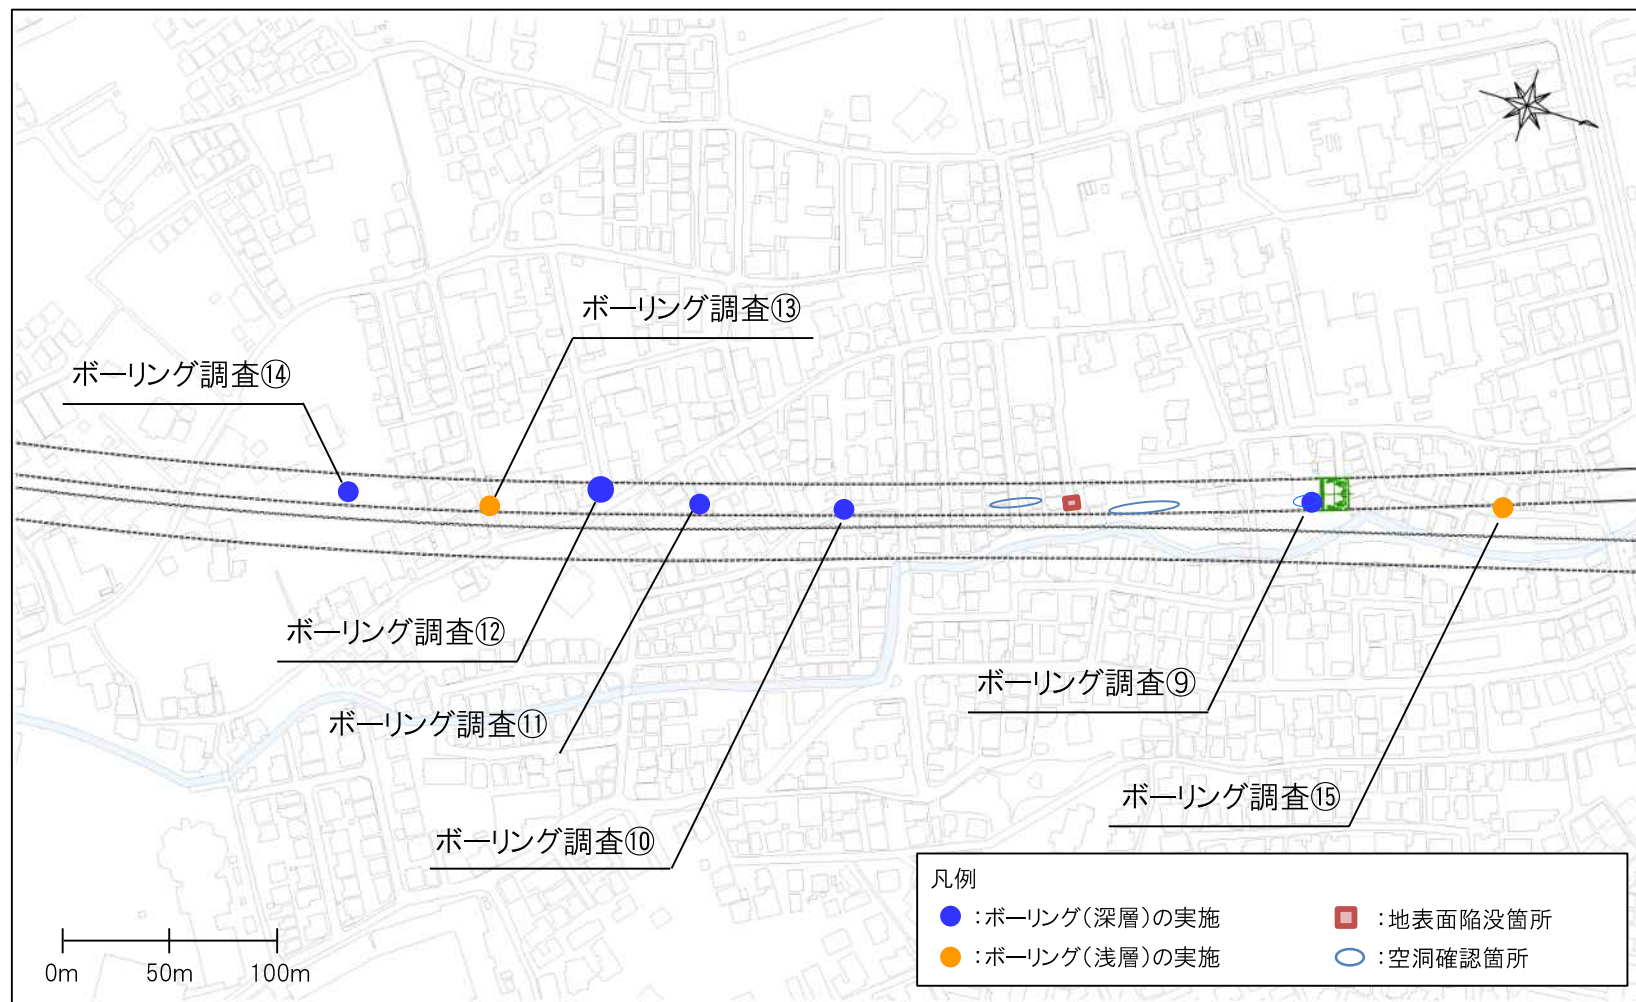 ボーリング調査⑬
ボーリング調査⑭
ボーリング調査⑫
ボーリング調査⑪
ボーリング調査⑨
ボーリング調査⑮
ボーリング調査⑩
凡例
：ボーリング（深層）の実施
：地表面陥没箇所
：ボーリング（浅層）の実施
：空洞確認箇所
0m 50m 100m